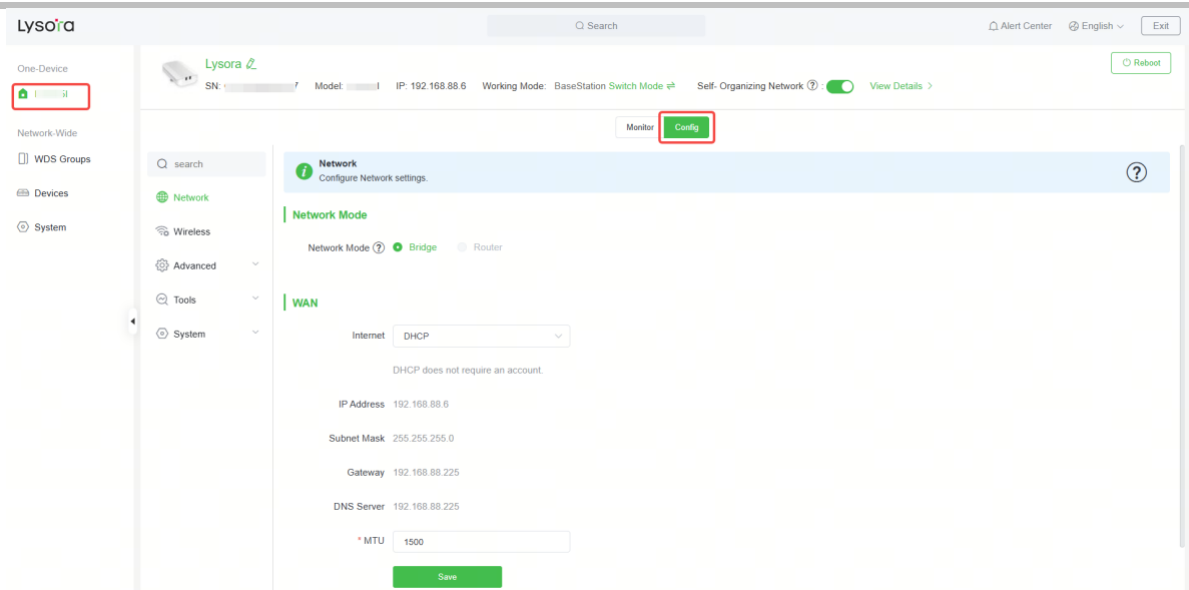 Lysora
Search
Alert Center
English
Exit
One-Device
Network-Wide
WDS Groups
Devices
System
Lysora
Reboot
SN: Model: IP: 192.168.88.6 Working Mode: BaseStation Switch Mode Self- Organizing Network ? : View Details >
Monitor Config
search
Network
Wireless
Advanced
Tools
System
i Network ?
Configure Network settings.
Network Mode
Network Mode ? Bridge Router
WAN
Internet DHCP
DHCP does not require an account.
IP Address 192.168.88.6
Subnet Mask 255.255.255.0
Gateway 192.168.88.225
DNS Server 192.168.88.225
* MTU 1500
Save